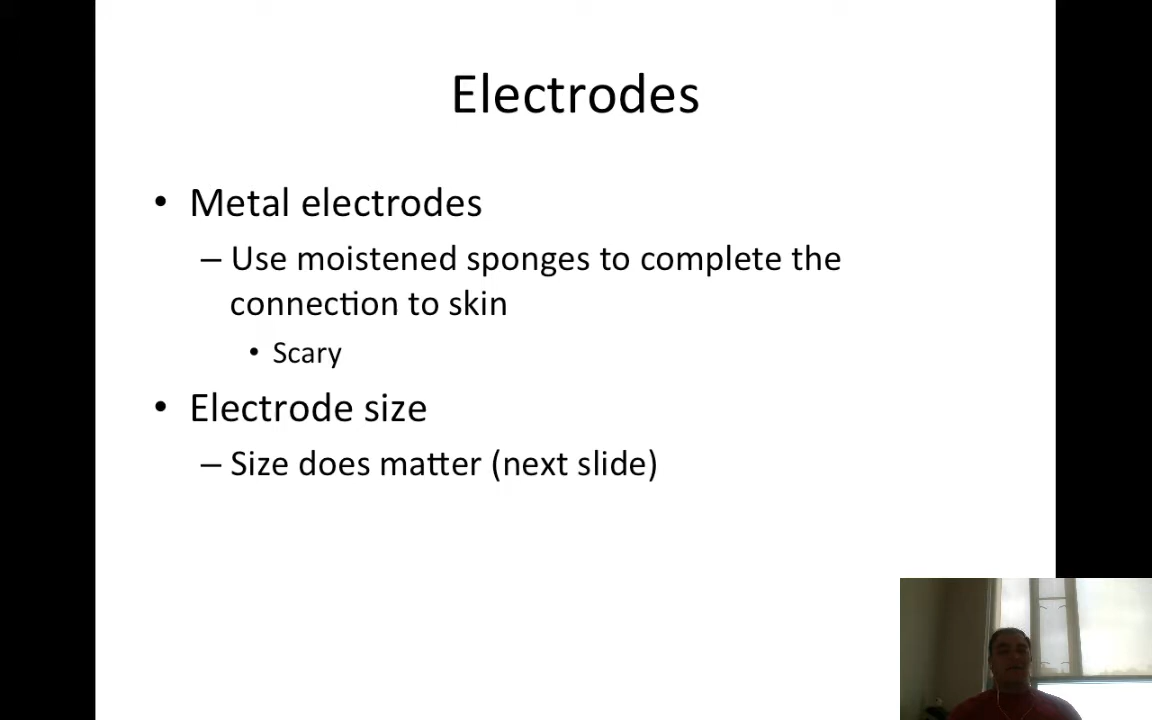 Electrodes
• Metal electrodes
– Use moistened sponges to complete the
connection to skin
• Scary
• Electrode size
– Size does matter (next slide)